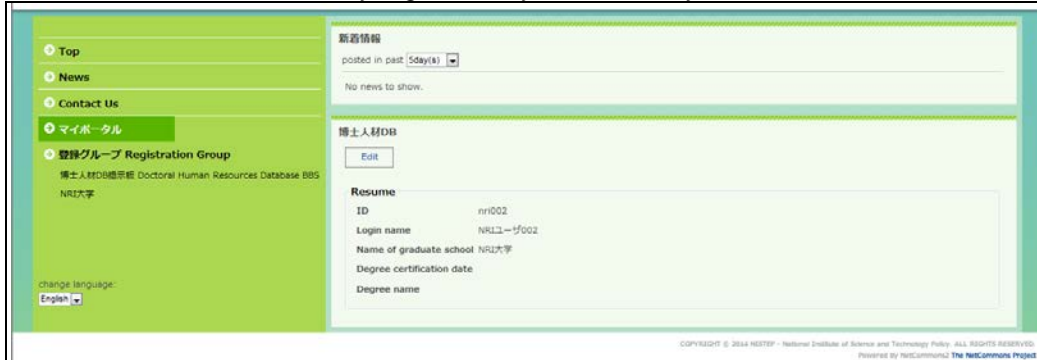 Top
News
Contact Us
マイポータル
登録グループ Registration Group
博士人材DB掲示板 Doctoral Human Resources Database BBS
NRI大学
change language:
English
新着情報
posted in past 5day(s)
No news to show.
博士人材DB
Edit
Resume
ID nri002
Login name NRIユーザ002
Name of graduate school NRI大学
Degree certification date
Degree name
COPYRIGHT © 2014 NISTEP - National Institute of Science and Technology Policy. ALL RIGHTS RESERVED.
Powered by NetCommons2 The NetCommons Project